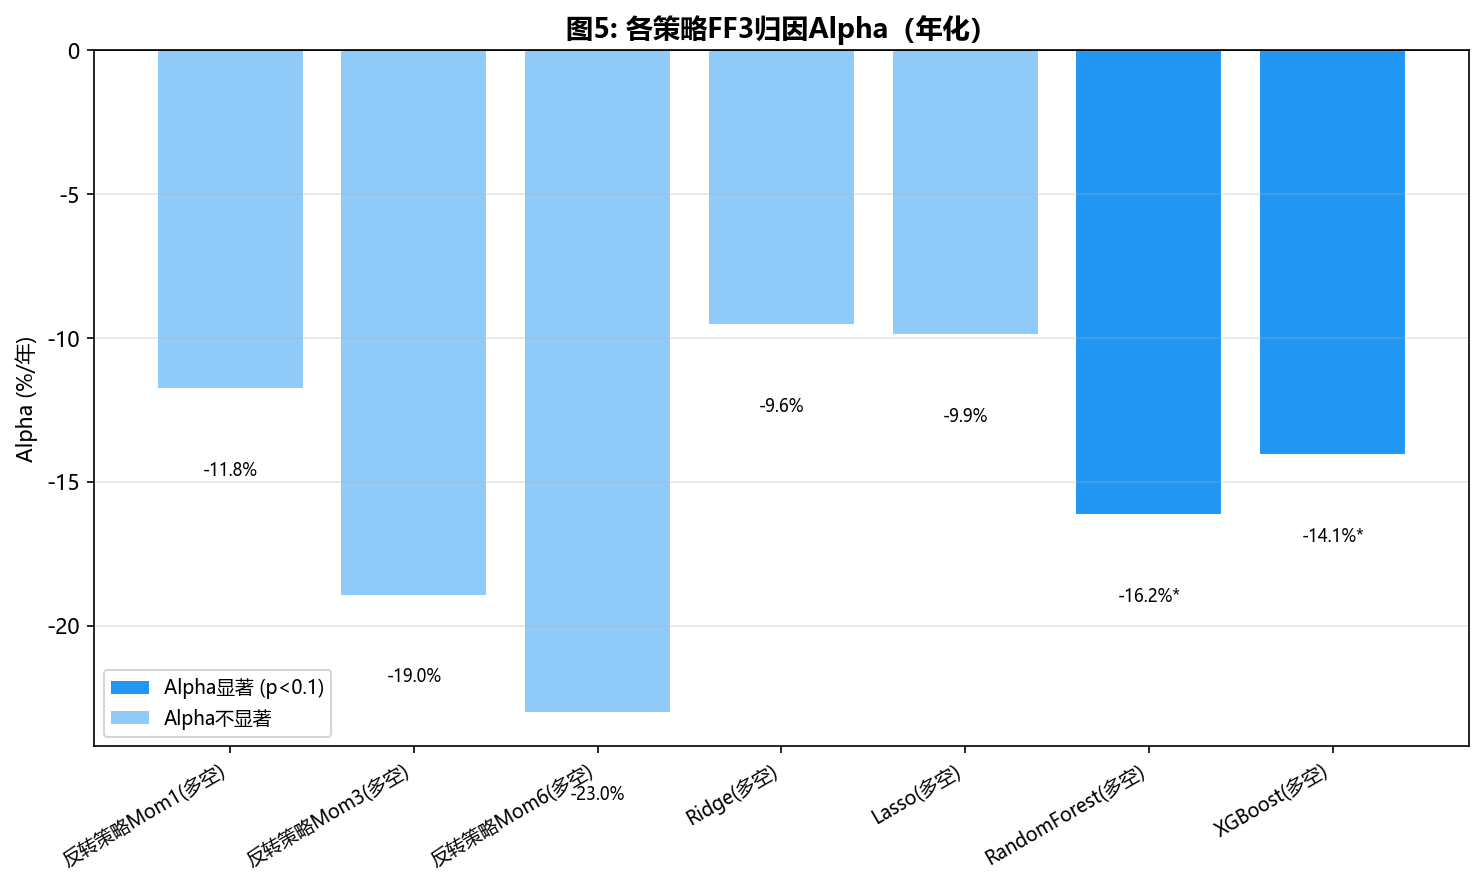 图5: 各策略FF3归因Alpha（年化）
Alpha (%/年)
0
-5
-10
-15
-20
-11.8%
-19.0%
-23.0%
-9.6%
-9.9%
-16.2%*
-14.1%*
Alpha显著 (p<0.1)
Alpha不显著
反转策略Mom1(多空)
反转策略Mom3(多空)
反转策略Mom6(多空)
Ridge(多空)
Lasso(多空)
RandomForest(多空)
XGBoost(多空)